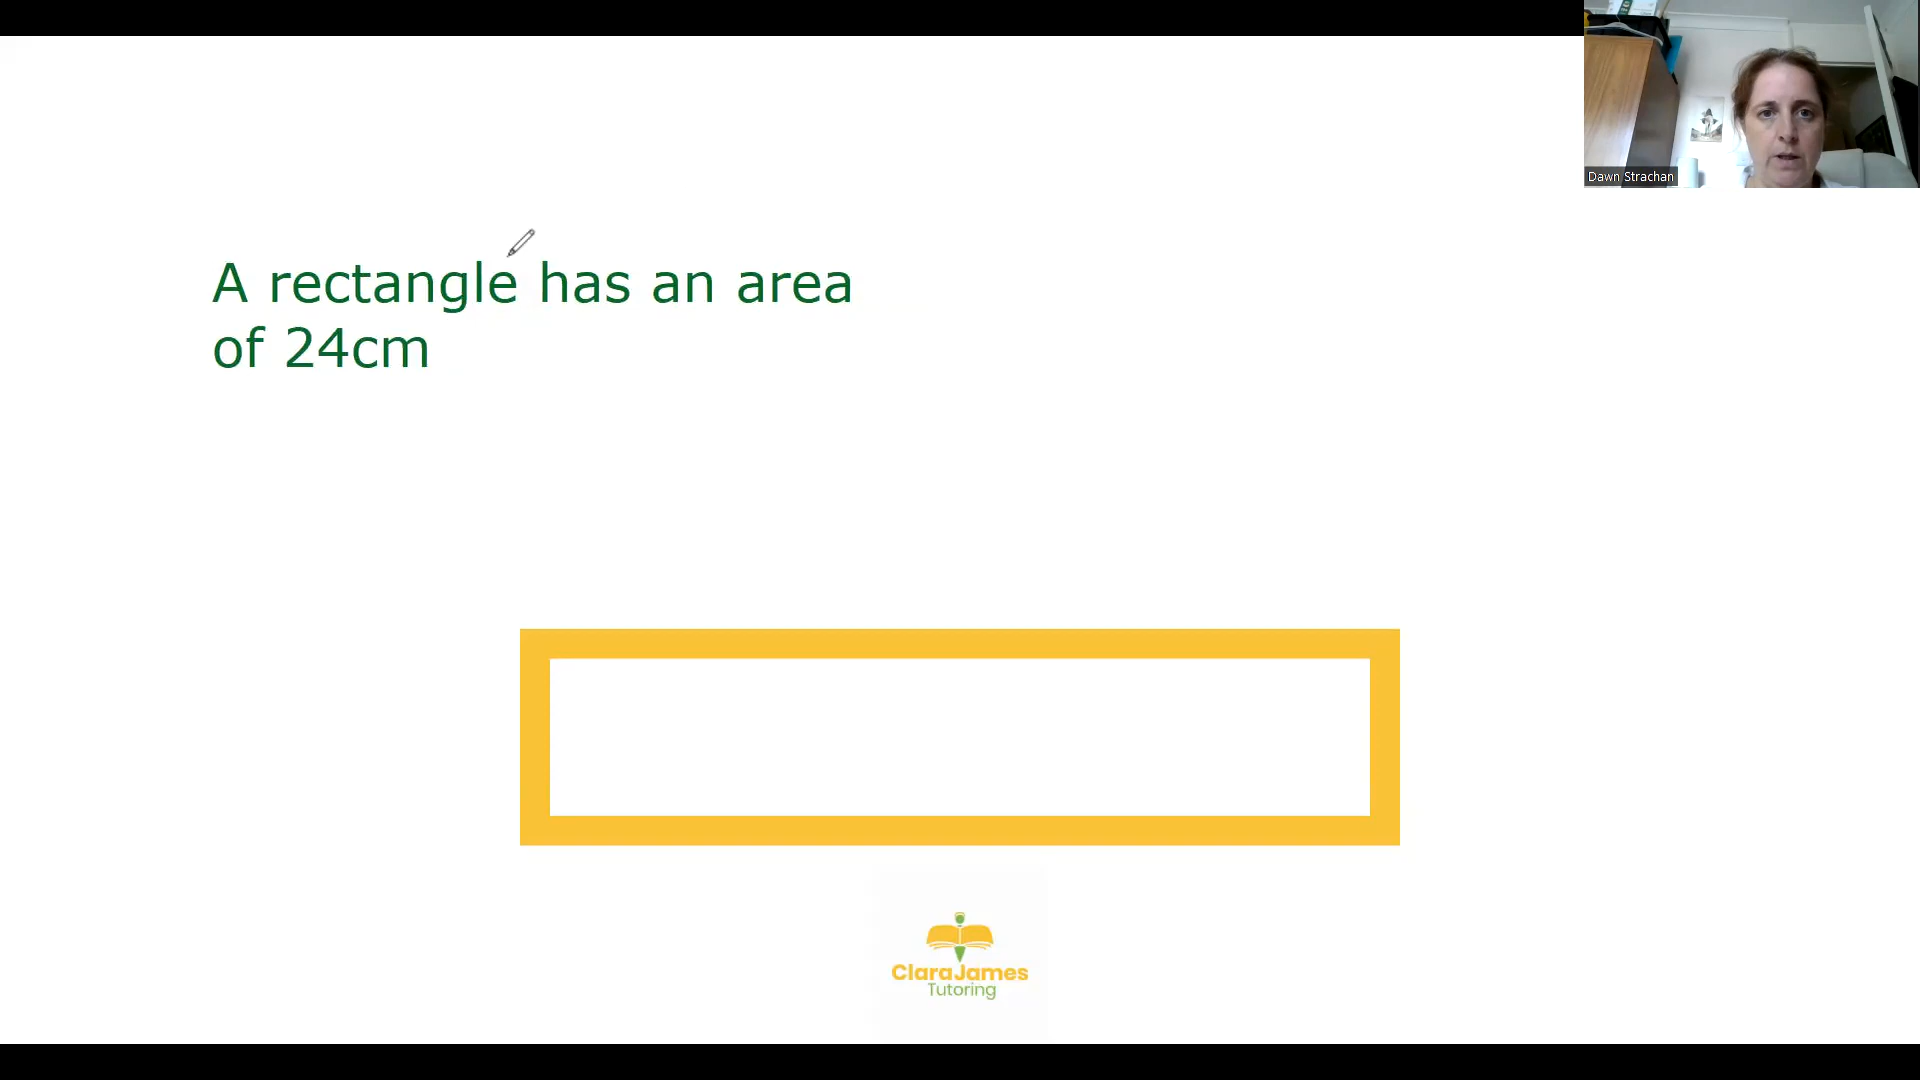 Dawn Strachan
A rectangle has an area
of 24cm
ClaraJames
Tutoring